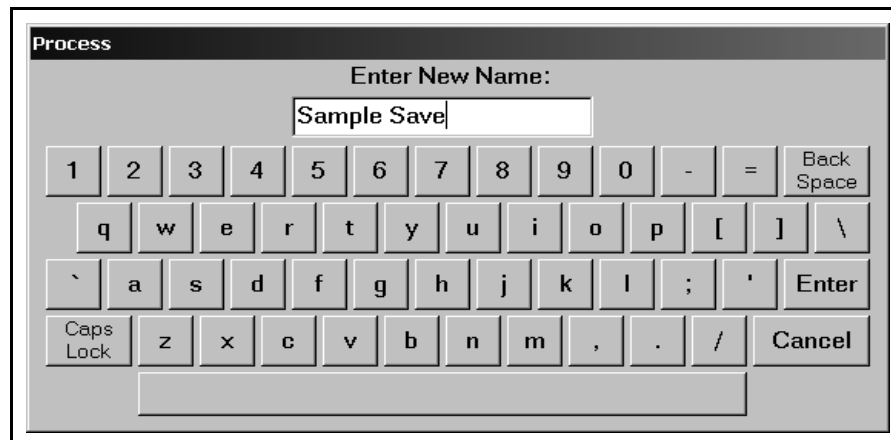 Process
Enter New Name:
Sample Save
1 2 3 4 5 6 7 8 9 0 - = Back Space
q w e r t y u i o p [ ] \
` a s d f g h j k l ; ' Enter
Caps Lock z x c v b n m , . / Cancel